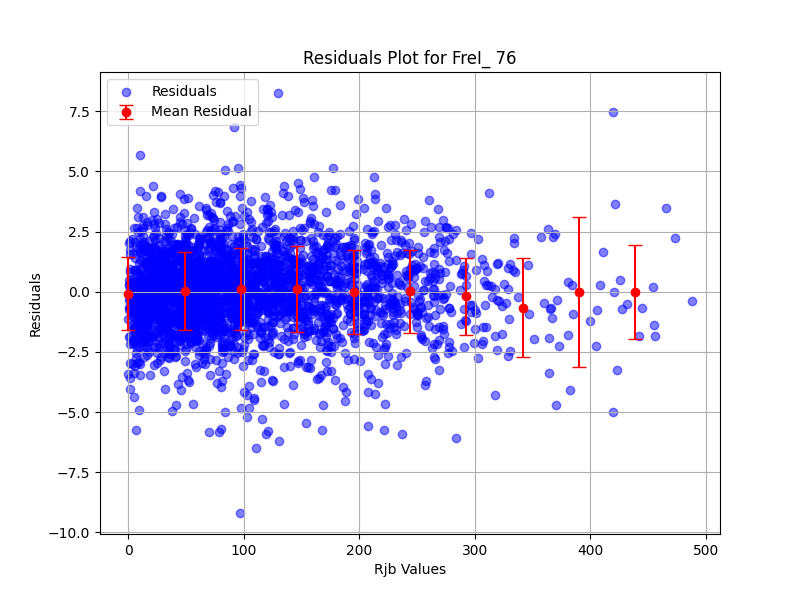 Residuals Plot for FreI_ 76
Residuals
Mean Residual
7.5
5.0
2.5
0.0
−2.5
−5.0
−7.5
−10.0
Residuals
0 100 200 300 400 500
Rjb Values